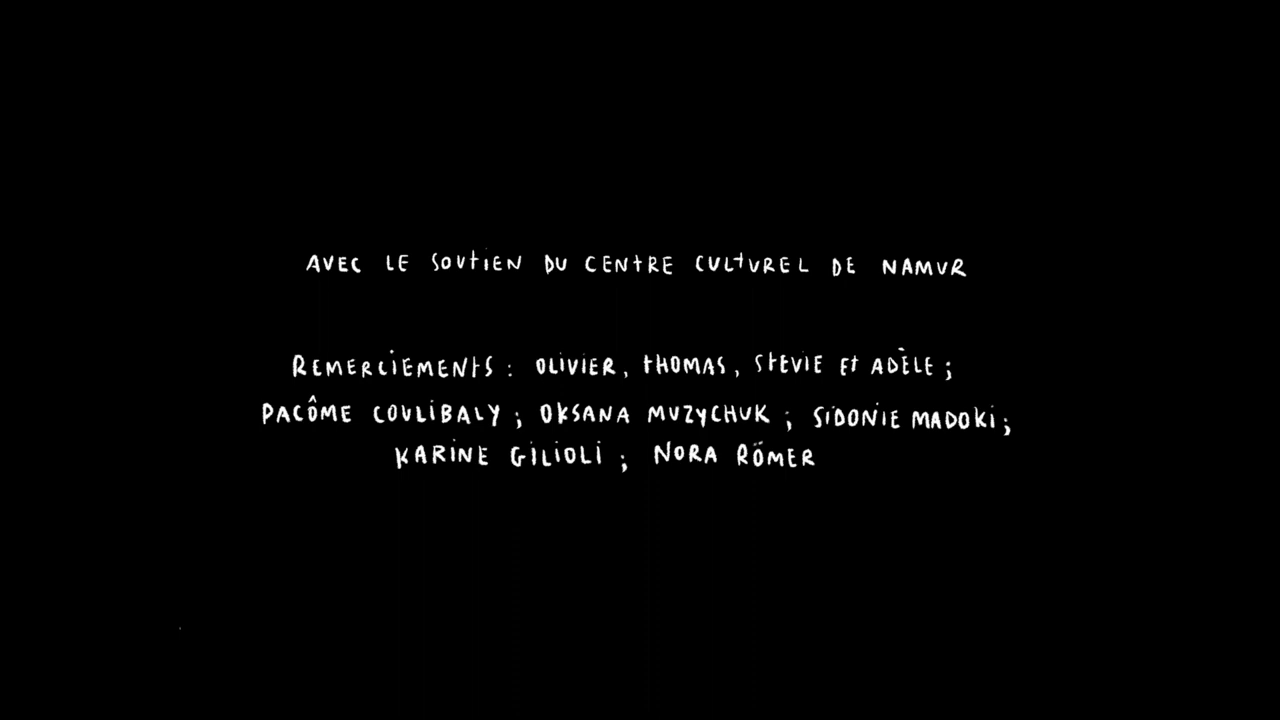 AVEC LE SOUTIEN DU CENTRE CULTUREL DE NAMUR
REMERCIEMENTS : OLIVIER, THOMAS, STEVIE ET ADÈLE ;
PACÔME COULIBALY ; OKSANA MUZYCHUK ; SIDONIE MADOKI ;
KARINE GILIOLI ; NORA RÖMER